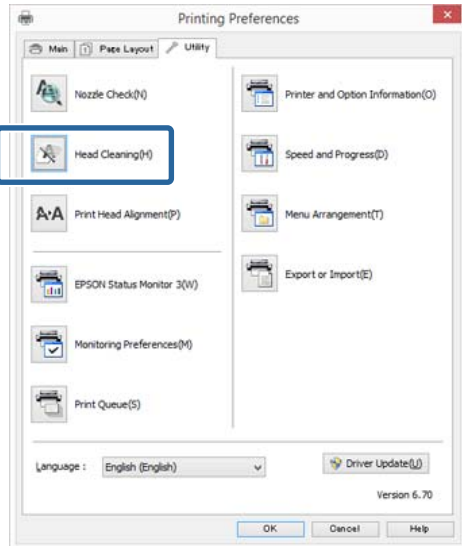 Printing Preferences
Main
Page Layout
Utility
Nozzle Check(N)
Printer and Option Information(O)
Head Cleaning(H)
Speed and Progress(D)
A·A
Print Head Alignment(P)
Menu Arrangement(T)
EPSON Status Monitor 3(W)
Export or Import(E)
Monitoring Preferences(M)
Print Queue(S)
Language :
English (English)
Driver Update(U)
Version 6.70
OK
Cancel
Help